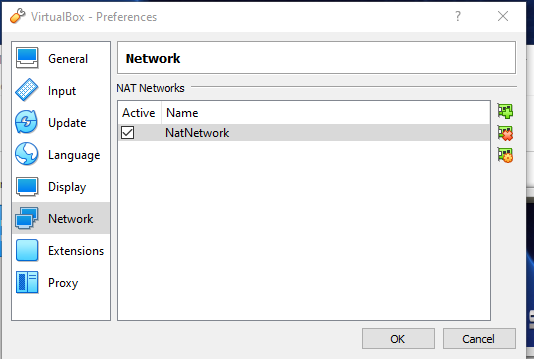 VirtualBox - Preferences
General
Input
Update
Language
Display
Network
Extensions
Proxy
Network
NAT Networks
Active Name
NatNetwork
OK Cancel